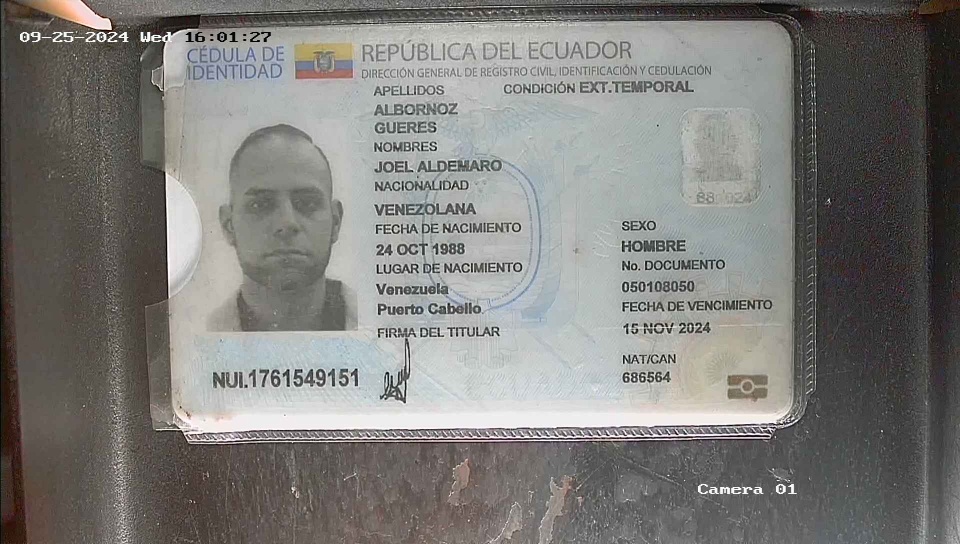 09-25-2024 Wed 16:01:27
CÉDULA DE
IDENTIDAD
REPÚBLICA DEL ECUADOR
DIRECCIÓN GENERAL DE REGISTRO CIVIL, IDENTIFICACIÓN Y CEDULACIÓN
APELLIDOS CONDICIÓN EXT.TEMPORAL
ALBORNOZ
GUERES
NOMBRES
JOEL ALDEMARO
NACIONALIDAD
VENEZOLANA
FECHA DE NACIMIENTO
24 OCT 1988
LUGAR DE NACIMIENTO
Venezuela
Puerto Cabello
FIRMA DEL TITULAR
SEXO
HOMBRE
No. DOCUMENTO
050108050
FECHA DE VENCIMIENTO
15 NOV 2024
NAT/CAN
686564
NUI.1761549151
Camera 01